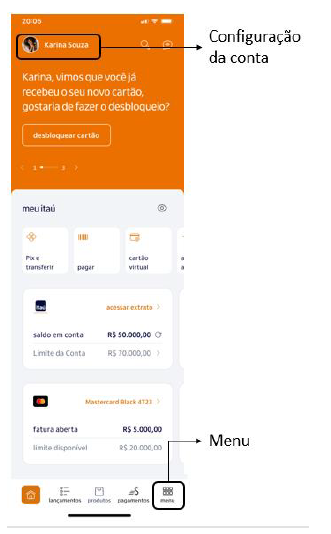 20:05
Karina Souza
Configuração
da conta
Karina, vimos que você já
recebeu o seu novo cartão,
gostaria de fazer o desbloqueio?
desbloquear cartão
1
3
meu itaú
Pix e
transferir
pagar
cartão
virtual
itaú
acessar extrato
saldo em conta R$ 50.000,00
Limite da Conta R$ 10.000,00
Mastercard Black 4123
fatura aberta R$ 5.000,00
limite disponível R$ 20.000,00
Menu
lançamentos produtos pagamentos menu